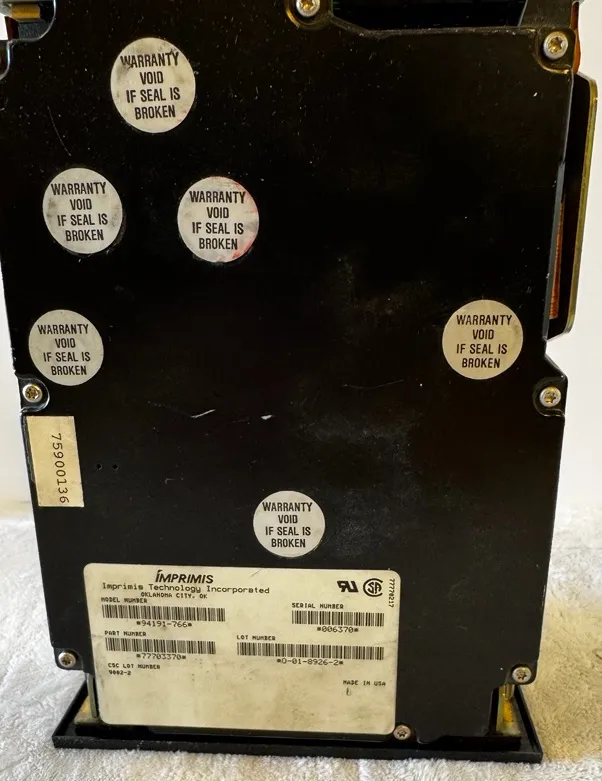 WARRANTY
VOID
IF SEAL IS
BROKEN
WARRANTY
VOID
IF SEAL IS
BROKEN
WARRANTY
VOID
IF SEAL IS
BROKEN
WARRANTY
VOID
IF SEAL IS
BROKEN
WARRANTY
VOID
IF SEAL IS
BROKEN
75900136
WARRANTY
VOID
IF SEAL IS
BROKEN
IMPRIMIS
Imprimis Technology Incorporated
OKLAHOMA CITY, OK
MODEL NUMBER
*94191-766*
SERIAL NUMBER
*006370*
PART NUMBER
*77703370*
LOT NUMBER
*D-01-8926-2*
CSC LOT NUMBER
9002-2
MADE IN USA
77770217